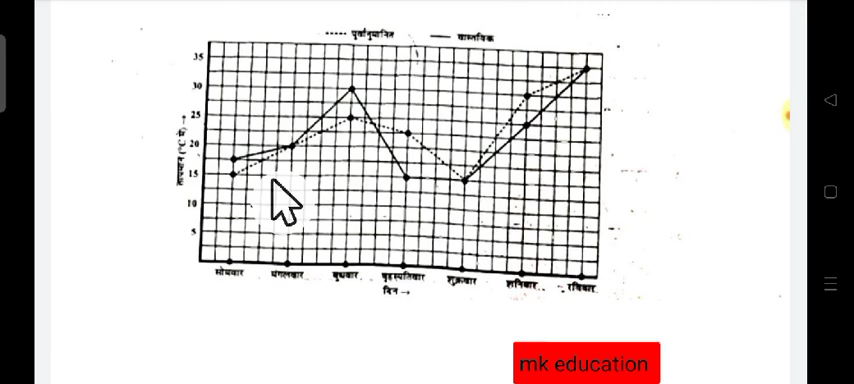 पूर्वानुमानित वास्तविक
35
30
25
20
15
10
5
तापमान (°C में) →
सोमवार मंगलवार बुधवार बृहस्पतिवार शुक्रवार शनिवार रविवार
दिन →
mk education